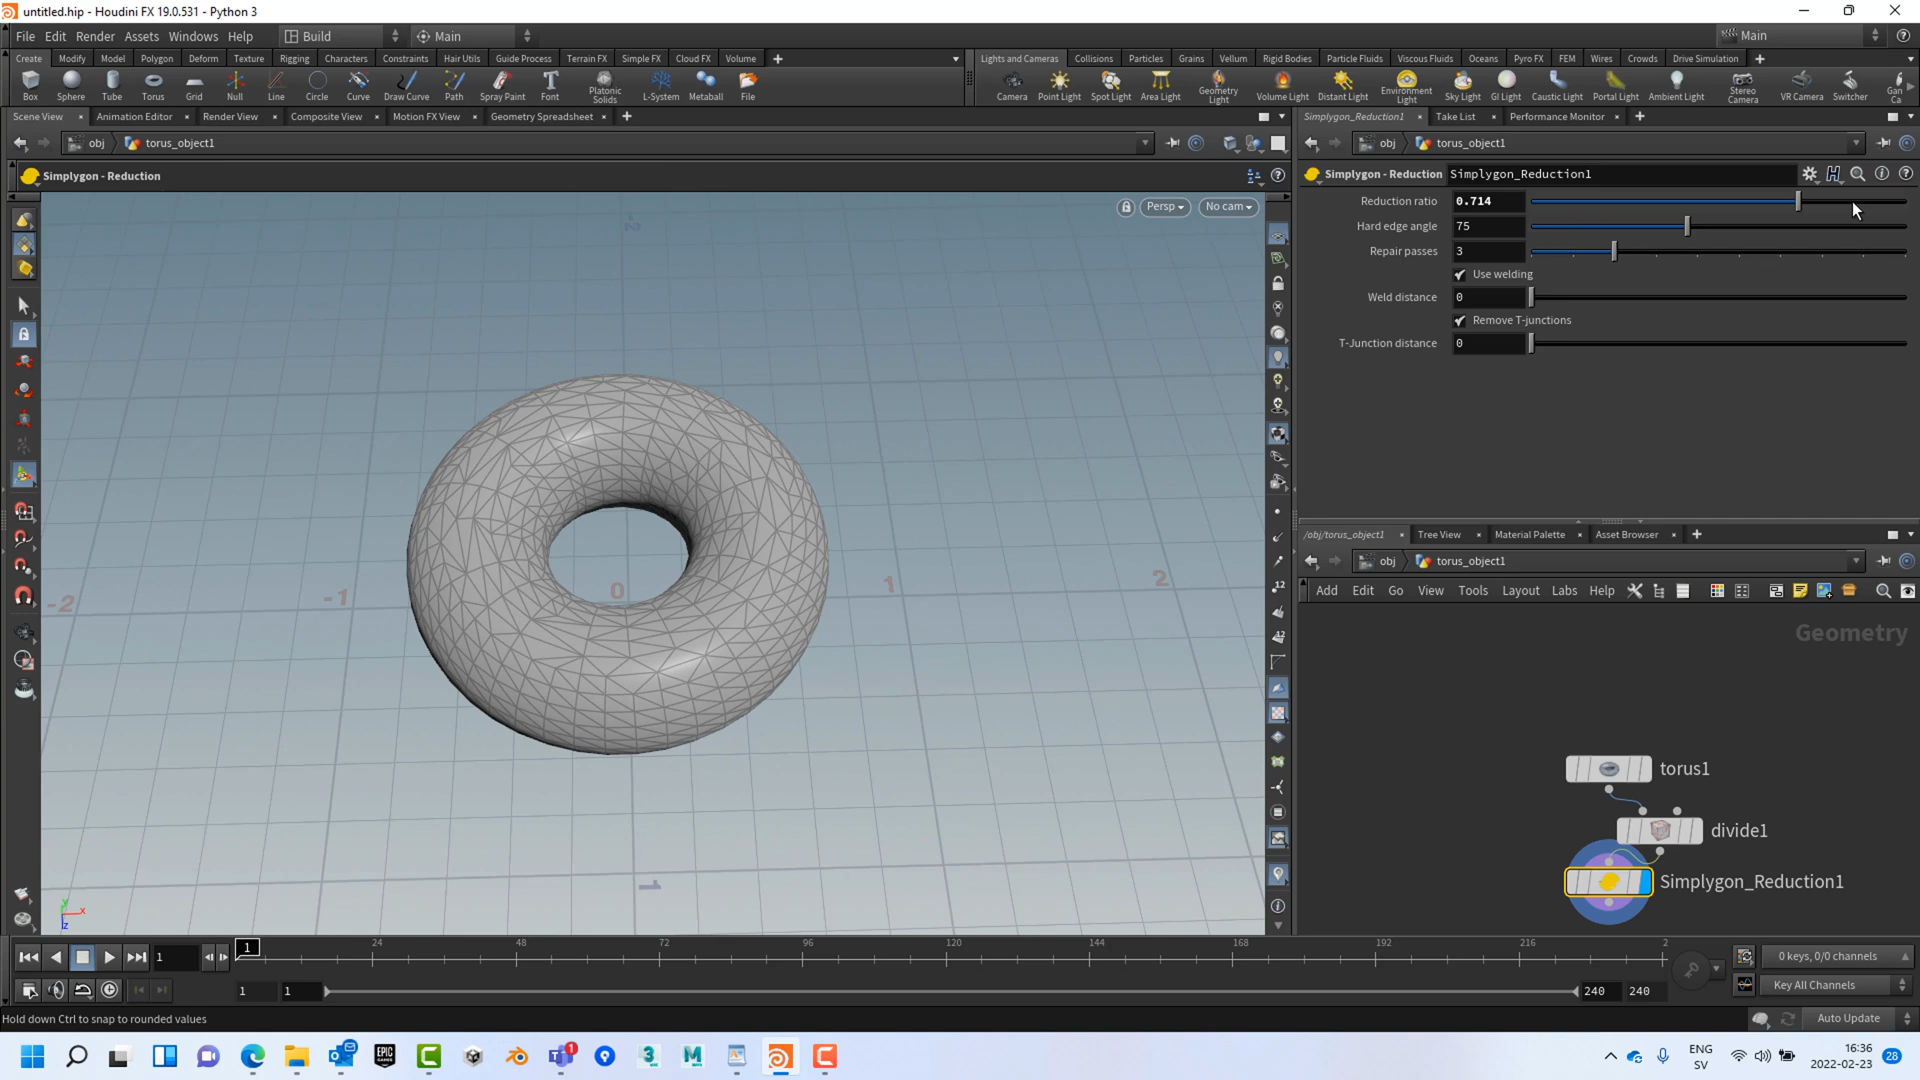 untitled.hip - Houdini FX 19.0.531 - Python 3
File Edit Render Assets Windows Help Build Main Main
Create Modify Model Polygon Deform Texture Rigging Characters Constraints Hair Utils Guide Process Terrain FX Simple FX Cloud FX Volume
Lights and Cameras Collisions Particles Grains Vellum Rigid Bodies Particle Fluids Viscous Fluids Oceans Pyro FX FEM Wires Crowds Drive Simulation
Box Sphere Tube Torus Grid Null Line Circle Curve Draw Curve Path Spray Paint Font Platonic Solids L-System Metaball File
Camera Point Light Spot Light Area Light Geometry Light Volume Light Distant Light Environment Light Sky Light GI Light Caustic Light Portal Light Ambient Light Stereo Camera VR Camera Switcher Gan Ca
Scene View Animation Editor Render View Composite View Motion FX View Geometry Spreadsheet
Simplygon_Reduction1 Take List Performance Monitor
obj torus_object1
obj torus_object1
Simplygon - Reduction
Simplygon - Reduction Simplygon_Reduction1
Persp No cam
Reduction ratio 0.714
Hard edge angle 75
Repair passes 3
Use welding
Weld distance 0
Remove T-junctions
T-Junction distance 0
-2 -1 0 1 2
/obj/torus_object1 Tree View Material Palette Asset Browser
obj torus_object1
Add Edit Go View Tools Layout Labs Help
Geometry
torus1
divide1
Simplygon_Reduction1
1 1 24 48 72 96 120 144 168 192 216 2
0 keys, 0/0 channels
1 1 240 240
Key All Channels
Hold down Ctrl to snap to rounded values
Auto Update
ENG SV
16:36
2022-02-23
28